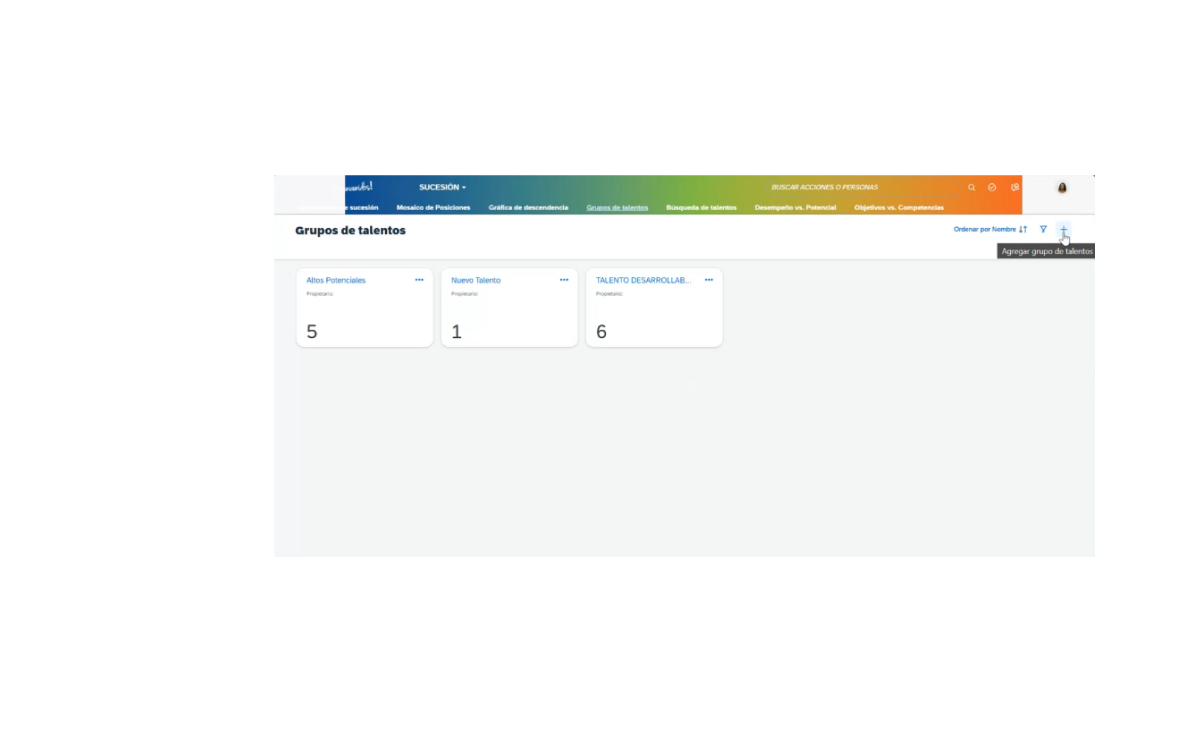 SUCESIÓN
BUSCAR ACCIONES O PERSONAS
sucesión Mosaico de Posiciones Gráfica de descendencia Grupos de talentos Búsqueda de talentos Desempeño vs. Potencial Objetivos vs. Competencias
Grupos de talentos
Ordenar por Nombre
Agregar grupo de talentos
Altos Potenciales
Propietario:
5
Nuevo Talento
Propietario:
1
TALENTO DESARROLLAB...
Propietario:
6